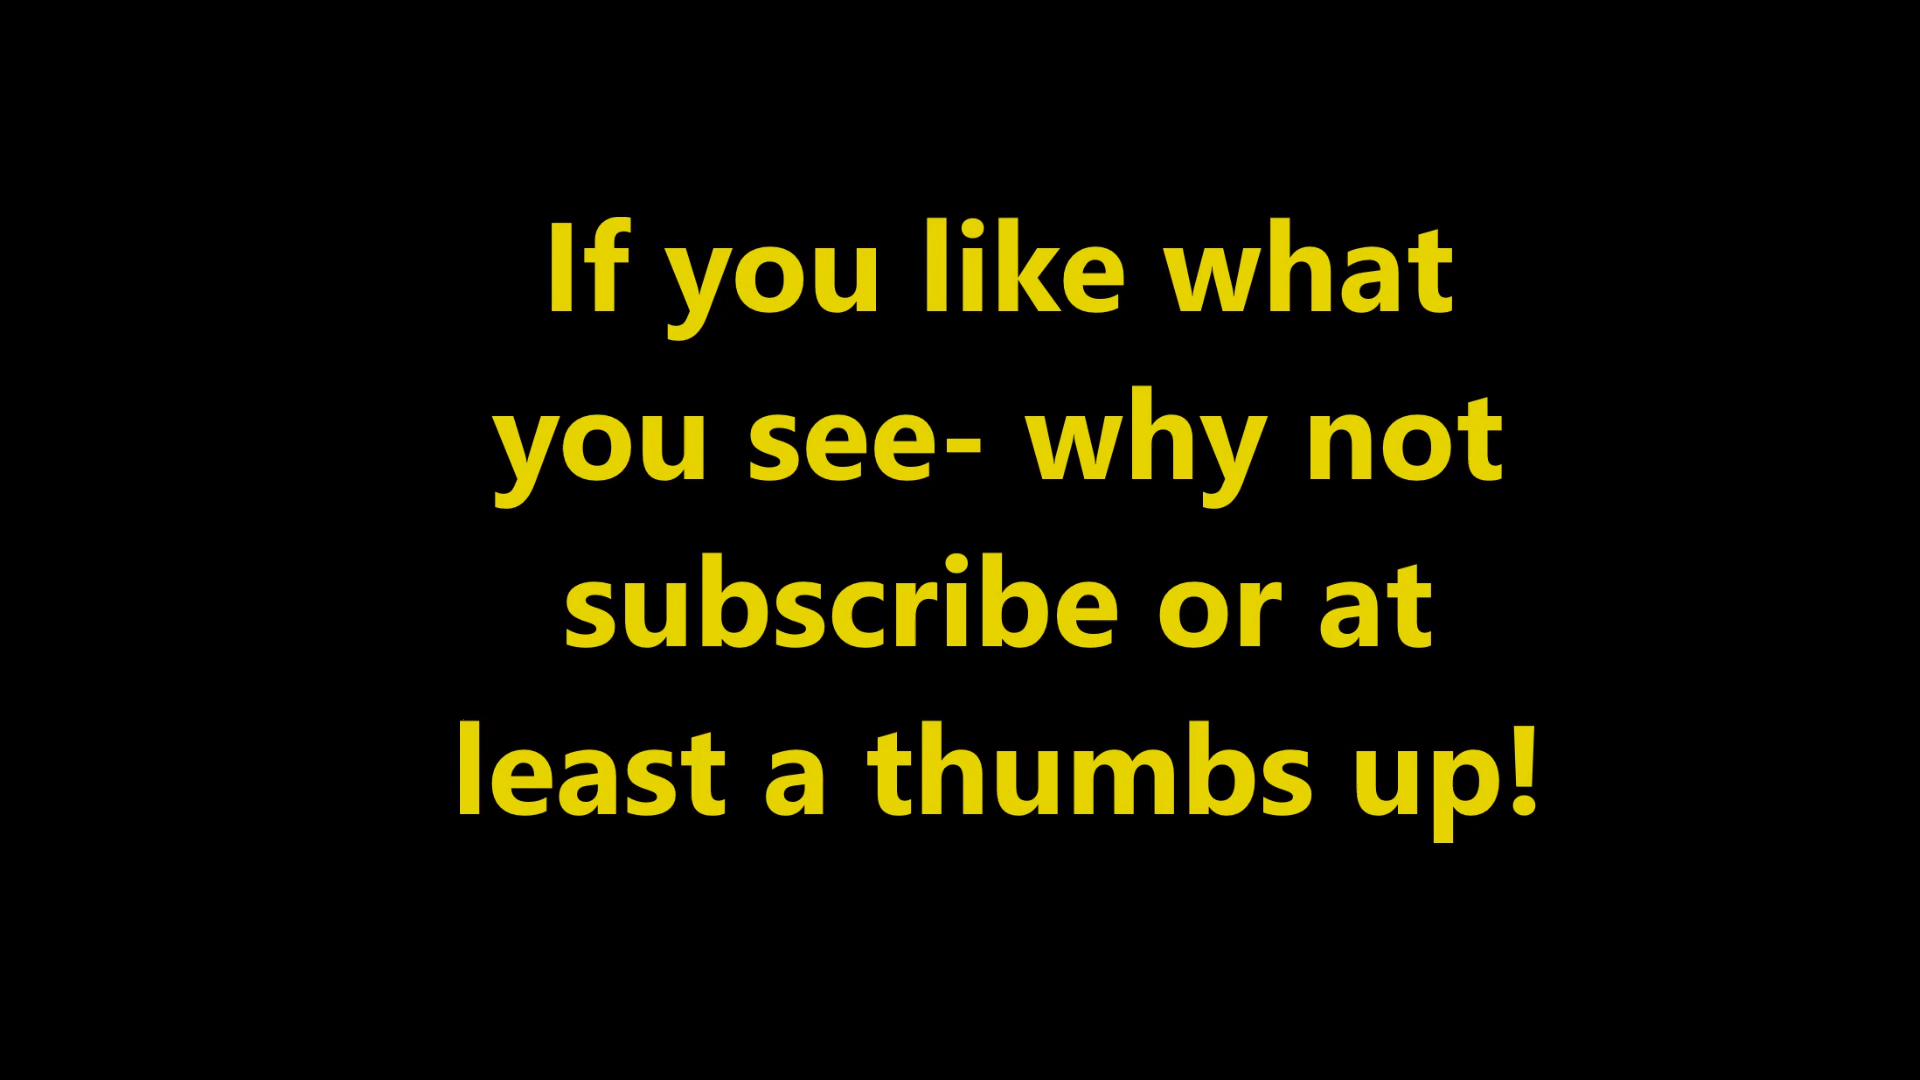 If you like what
you see- why not
subscribe or at
least a thumbs up!